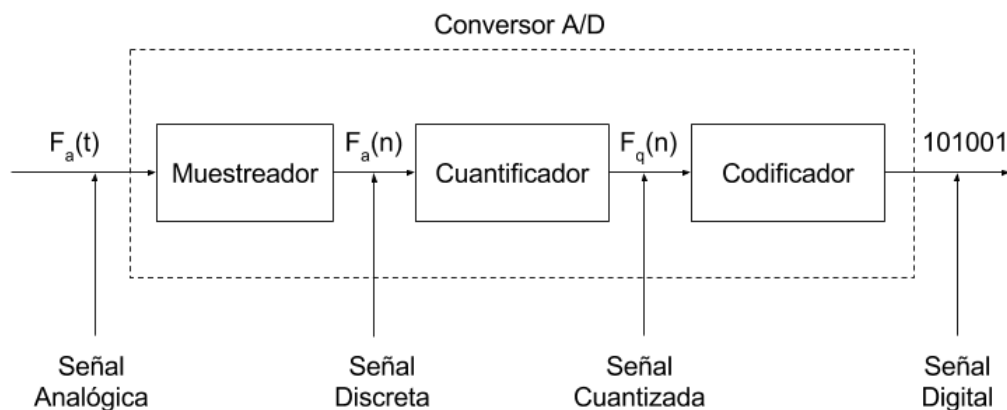 Conversor A/D
Fa(t)
Fa(n)
Fq(n)
101001
Muestreador
Cuantificador
Codificador
Señal
Analógica
Señal
Discreta
Señal
Cuantizada
Señal
Digital